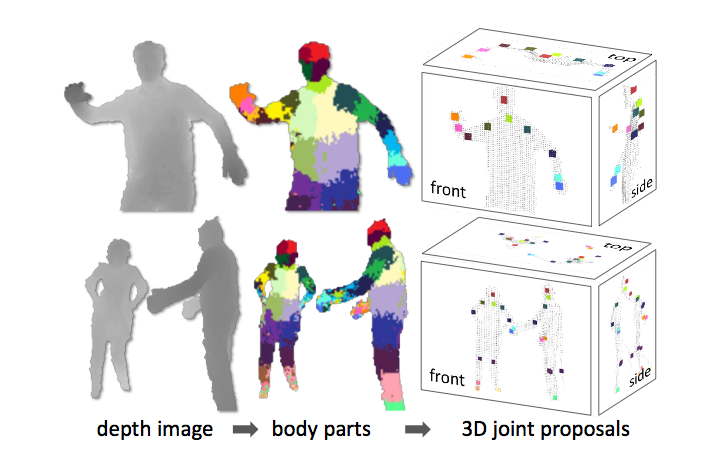 top
front
side
top
front
side
depth image
body parts
3D joint proposals